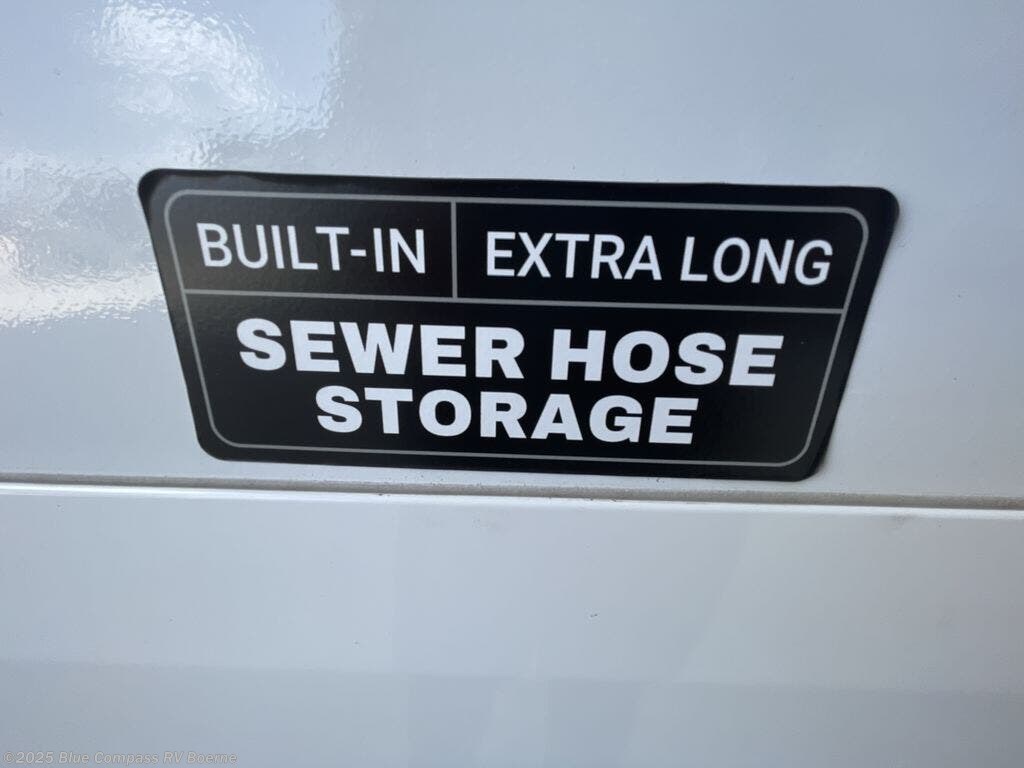 BUILT-IN EXTRA LONG
SEWER HOSE
STORAGE
©2025 Blue Compass RV Boerne